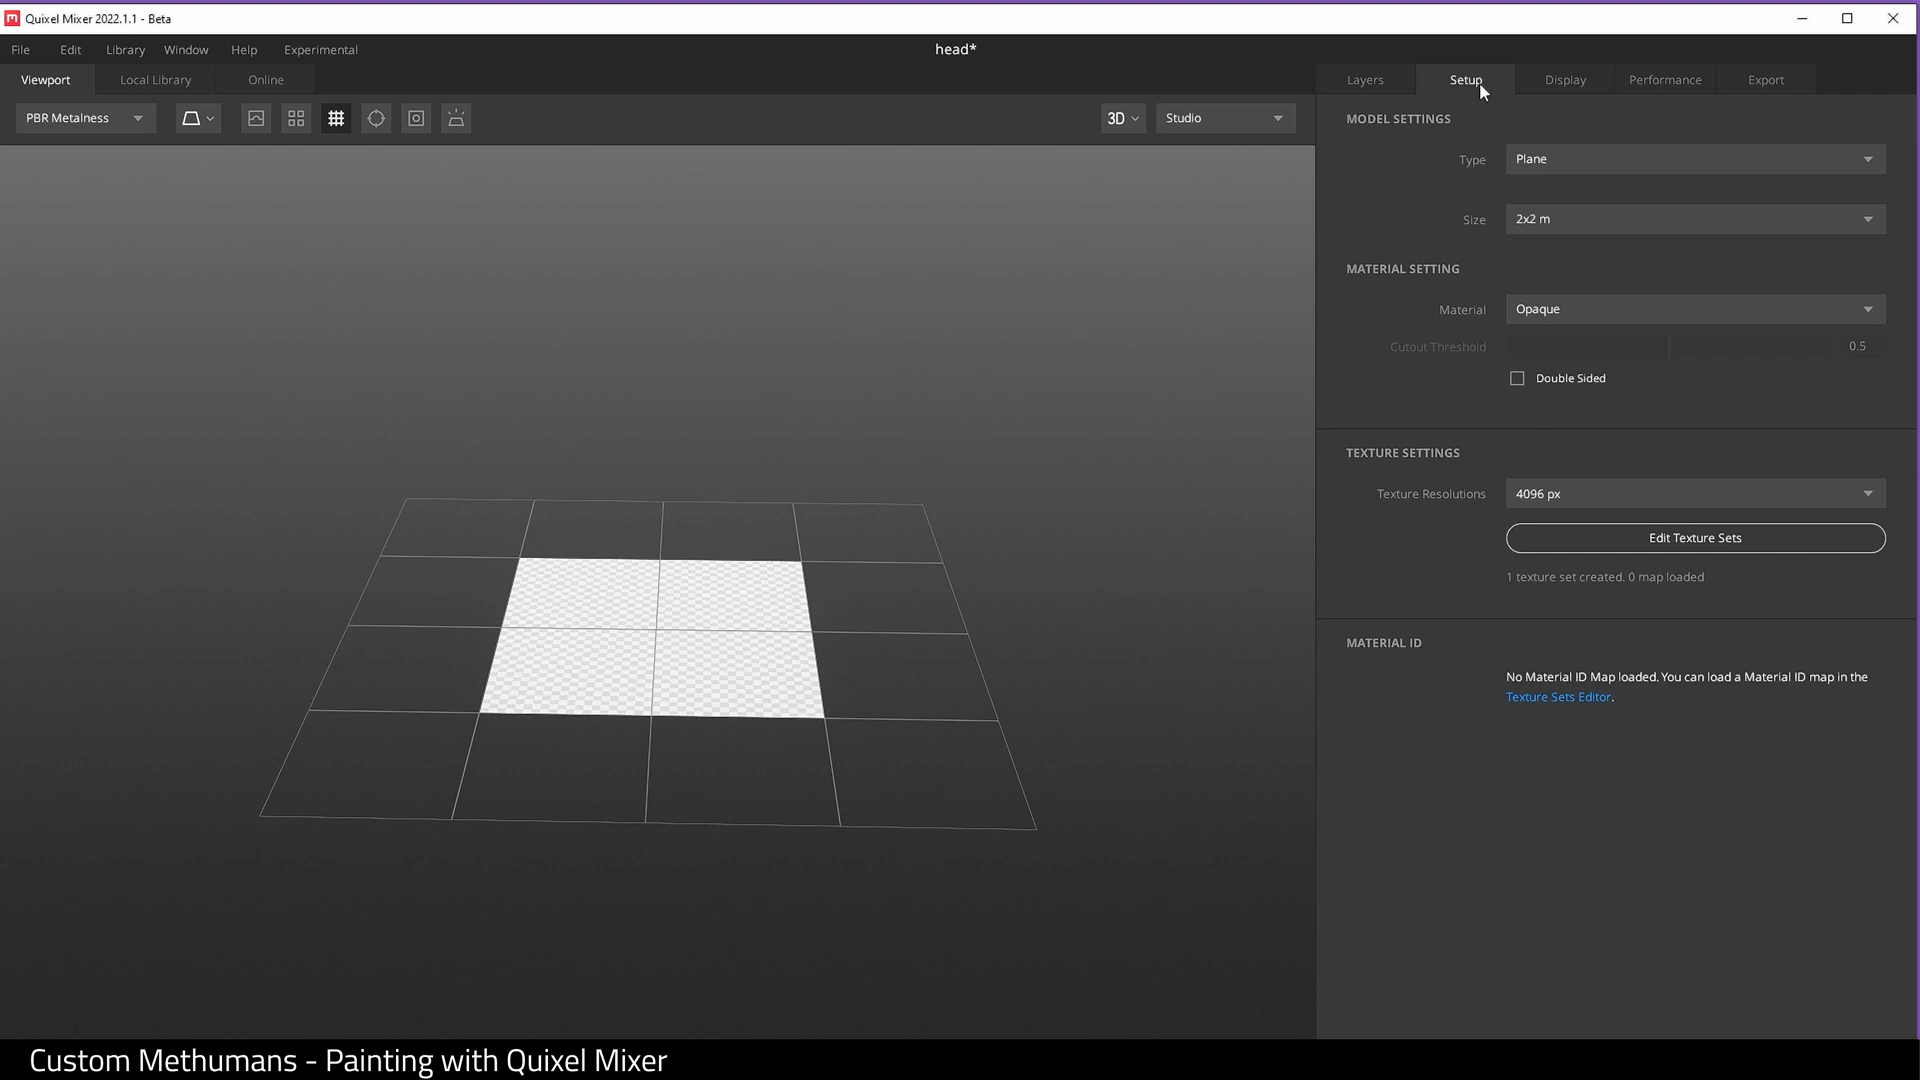 Quixel Mixer 2022.1.1 - Beta
File Edit Library Window Help Experimental head*
Viewport Local Library Online Layers Setup Display Performance Export
PBR Metalness 3D Studio
MODEL SETTINGS
Type Plane
Size 2x2 m
MATERIAL SETTING
Material Opaque
Cutout Threshold 0.5
Double Sided
TEXTURE SETTINGS
Texture Resolutions 4096 px
Edit Texture Sets
1 texture set created. 0 map loaded
MATERIAL ID
No Material ID Map loaded. You can load a Material ID map in the
Texture Sets Editor.
Custom Methumans - Painting with Quixel Mixer